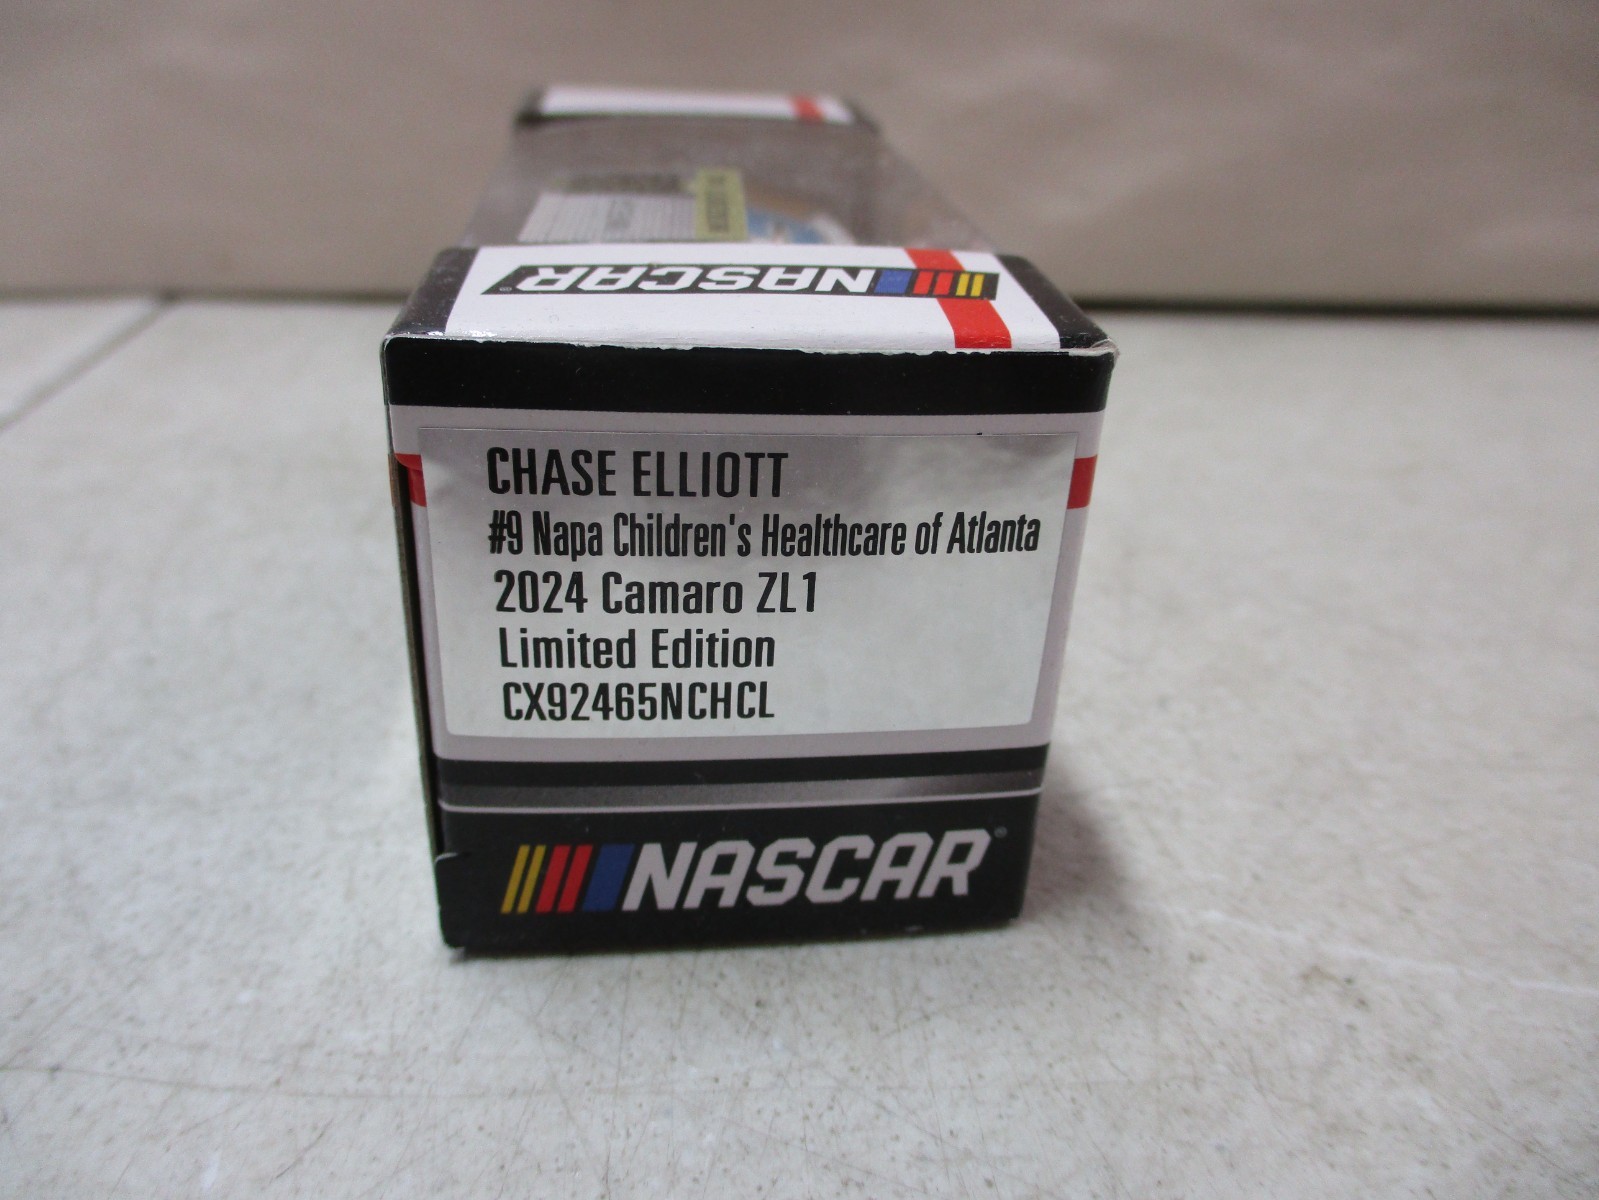 NASCAR
CHASE ELLIOTT
#9 Napa Children's Healthcare of Atlanta
2024 Camaro ZL1
Limited Edition
CX92465NCHCL
NASCAR®